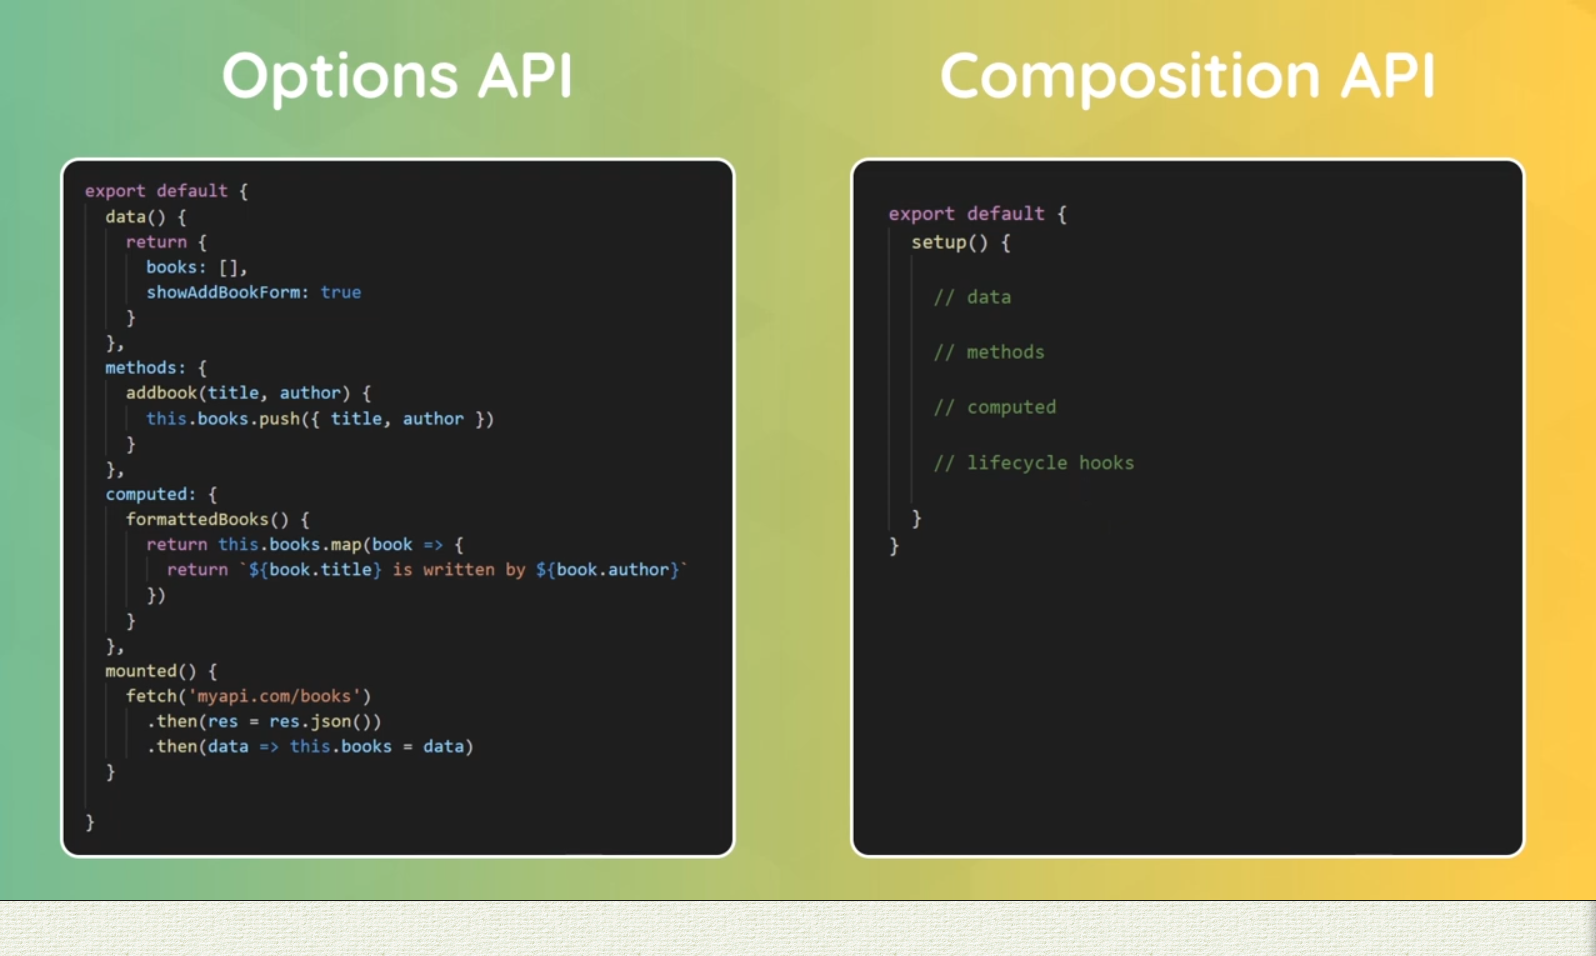 Options API
export default {
data() {
return {
books: [],
showAddBookForm: true
}
},
methods: {
addbook(title, author) {
this.books.push({ title, author })
}
},
computed: {
formattedBooks() {
return this.books.map(book => {
return `${book.title} is written by ${book.author}`
})
}
},
mounted() {
fetch('myapi.com/books')
.then(res = res.json())
.then(data => this.books = data)
}
}
Composition API
export default {
setup() {
// data
// methods
// computed
// lifecycle hooks
}
}